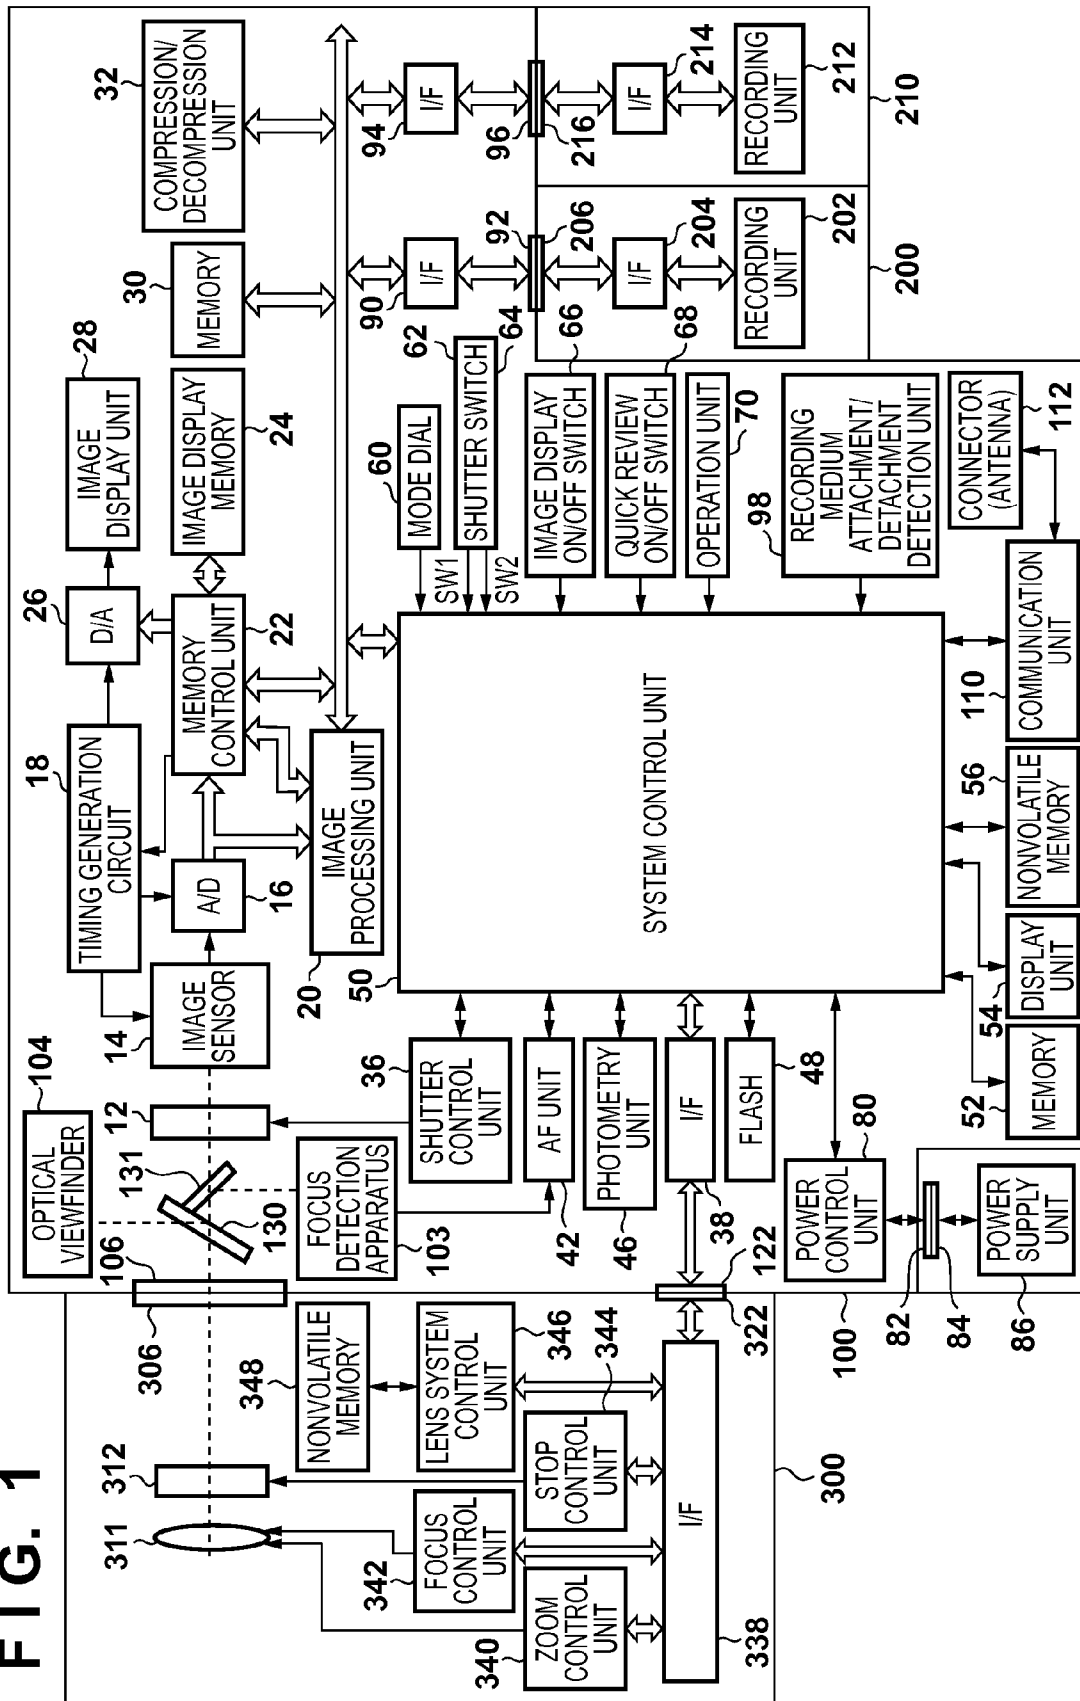 FIG. 1
104
OPTICAL
VIEWFINDER
18
TIMING GENERATION
CIRCUIT
26
D/A
28
IMAGE
DISPLAY UNIT
30
MEMORY
32
COMPRESSION/
DECOMPRESSION
UNIT
311
312
306
106
130
131
12
14
IMAGE
SENSOR
16
A/D
22
MEMORY
CONTROL UNIT
24
IMAGE DISPLAY
MEMORY
348
NONVOLATILE
MEMORY
103
FOCUS
DETECTION
APPARATUS
20
IMAGE
PROCESSING UNIT
342
FOCUS
CONTROL
UNIT
346
LENS SYSTEM
CONTROL
UNIT
36
SHUTTER
CONTROL
UNIT
50
SYSTEM CONTROL UNIT
60
MODE DIAL
62
SHUTTER SWITCH
64
SW1
SW2
90
I/F
94
I/F
92
206
96
216
340
ZOOM
CONTROL
UNIT
344
STOP
CONTROL
UNIT
42
AF UNIT
46
PHOTOMETRY
UNIT
66
IMAGE DISPLAY
ON/OFF SWITCH
68
QUICK REVIEW
ON/OFF SWITCH
70
OPERATION UNIT
204
I/F
214
I/F
338
I/F
322
122
38
I/F
48
FLASH
98
RECORDING
MEDIUM
ATTACHMENT/
DETACHMENT
DETECTION UNIT
202
RECORDING
UNIT
212
RECORDING
UNIT
200
210
300
100
80
POWER
CONTROL
UNIT
82
84
86
POWER
SUPPLY
UNIT
52
MEMORY
54
DISPLAY
UNIT
56
NONVOLATILE
MEMORY
110
COMMUNICATION
UNIT
112
CONNECTOR
(ANTENNA)